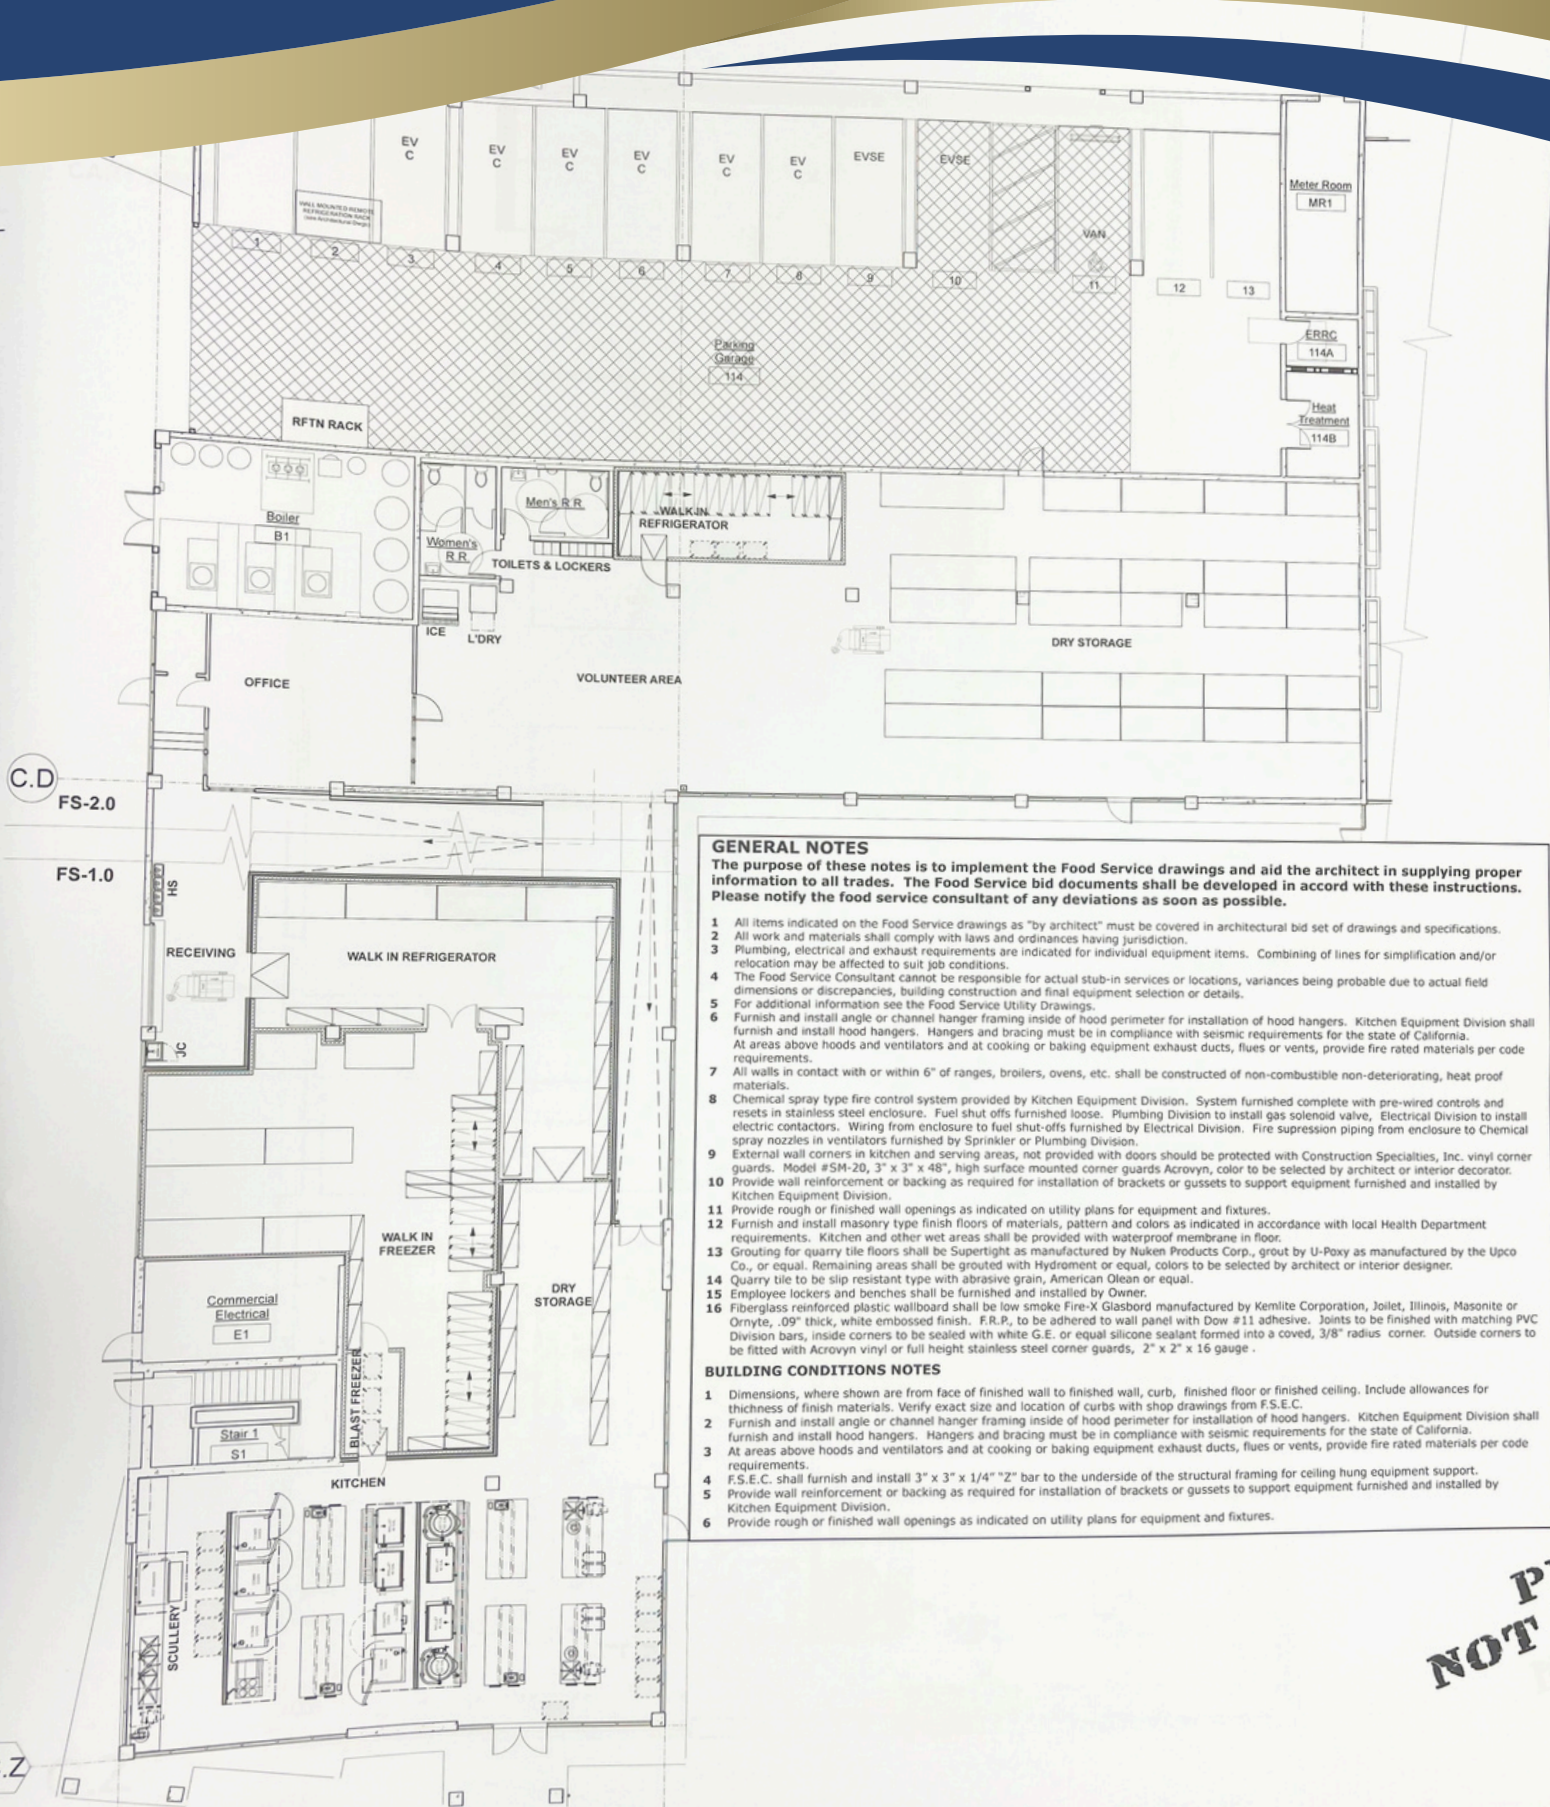 EV
C
EV
C
EV
C
EV
C
EV
C
EV
C
EVSE
EVSE
Meter Room
MR1
WALL MOUNTED REMOTE
REFRIGERATION RACK
VAN
1
2
3
4
5
6
7
8
9
10
11
12
13
ERRC
114A
Parking
Garage
114
Heat
Treatment
114B
RFTN RACK
Boiler
B1
Women's
R.R.
Men's R.R.
TOILETS & LOCKERS
WALK IN
REFRIGERATOR
ICE
L'DRY
DRY STORAGE
OFFICE
VOLUNTEER AREA
C.D
FS-2.0
FS-1.0
HS
RECEIVING
WALK IN REFRIGERATOR
JC
WALK IN
FREEZER
DRY
STORAGE
Commercial
Electrical
E1
BLAST FREEZER
Stair 1
S1
KITCHEN
SCULLERY
.Z
GENERAL NOTES
The purpose of these notes is to implement the Food Service drawings and aid the architect in supplying proper
information to all trades. The Food Service bid documents shall be developed in accord with these instructions.
Please notify the food service consultant of any deviations as soon as possible.
1 All items indicated on the Food Service drawings as "by architect" must be covered in architectural bid set of drawings and specifications.
2 All work and materials shall comply with laws and ordinances having jurisdiction.
3 Plumbing, electrical and exhaust requirements are indicated for individual equipment items. Combining of lines for simplification and/or
relocation may be affected to suit job conditions.
4 The Food Service Consultant cannot be responsible for actual stub-in services or locations, variances being probable due to actual field
dimensions or discrepancies, building construction and final equipment selection or details.
5 For additional information see the Food Service Utility Drawings.
6 Furnish and install angle or channel hanger framing inside of hood perimeter for installation of hood hangers. Kitchen Equipment Division shall
furnish and install hood hangers. Hangers and bracing must be in compliance with seismic requirements for the state of California.
At areas above hoods and ventilators and at cooking or baking equipment exhaust ducts, flues or vents, provide fire rated materials per code
requirements.
7 All walls in contact with or within 6" of ranges, broilers, ovens, etc. shall be constructed of non-combustible non-deteriorating, heat proof
materials.
8 Chemical spray type fire control system provided by Kitchen Equipment Division. System furnished complete with pre-wired controls and
resets in stainless steel enclosure. Fuel shut offs furnished loose. Plumbing Division to install gas solenoid valve, Electrical Division to install
electric contactors. Wiring from enclosure to fuel shut-offs furnished by Electrical Division. Fire supression piping from enclosure to Chemical
spray nozzles in ventilators furnished by Sprinkler or Plumbing Division.
9 External wall corners in kitchen and serving areas, not provided with doors should be protected with Construction Specialties, Inc. vinyl corner
guards. Model #SM-20, 3" x 3" x 48", high surface mounted corner guards Acrovyn, color to be selected by architect or interior decorator.
10 Provide wall reinforcement or backing as required for installation of brackets or gussets to support equipment furnished and installed by
Kitchen Equipment Division.
11 Provide rough or finished wall openings as indicated on utility plans for equipment and fixtures.
12 Furnish and install masonry type finish floors of materials, pattern and colors as indicated in accordance with local Health Department
requirements. Kitchen and other wet areas shall be provided with waterproof membrane in floor.
13 Grouting for quarry tile floors shall be Supertight as manufactured by Nuken Products Corp., grout by U-Poxy as manufactured by the Upco
Co., or equal. Remaining areas shall be grouted with Hydroment or equal, colors to be selected by architect or interior designer.
14 Quarry tile to be slip resistant type with abrasive grain, American Olean or equal.
15 Employee lockers and benches shall be furnished and installed by Owner.
16 Fiberglass reinforced plastic wallboard shall be low smoke Fire-X Glasbord manufactured by Kemlite Corporation, Joilet, Illinois, Masonite or
Ornyte, .09" thick, white embossed finish. F.R.P., to be adhered to wall panel with Dow #11 adhesive. Joints to be finished with matching PVC
Division bars, inside corners to be sealed with white G.E. or equal silicone sealant formed into a coved, 3/8" radius corner. Outside corners to
be fitted with Acrovyn vinyl or full height stainless steel corner guards, 2" x 2" x 16 gauge .
BUILDING CONDITIONS NOTES
1 Dimensions, where shown are from face of finished wall to finished wall, curb, finished floor or finished ceiling. Include allowances for
thickness of finish materials. Verify exact size and location of curbs with shop drawings from F.S.E.C.
2 Furnish and install angle or channel hanger framing inside of hood perimeter for installation of hood hangers. Kitchen Equipment Division shall
furnish and install hood hangers. Hangers and bracing must be in compliance with seismic requirements for the state of California.
3 At areas above hoods and ventilators and at cooking or baking equipment exhaust ducts, flues or vents, provide fire rated materials per code
requirements.
4 F.S.E.C. shall furnish and install 3" x 3" x 1/4" "Z" bar to the underside of the structural framing for ceiling hung equipment support.
5 Provide wall reinforcement or backing as required for installation of brackets or gussets to support equipment furnished and installed by
Kitchen Equipment Division.
6 Provide rough or finished wall openings as indicated on utility plans for equipment and fixtures.
NOT